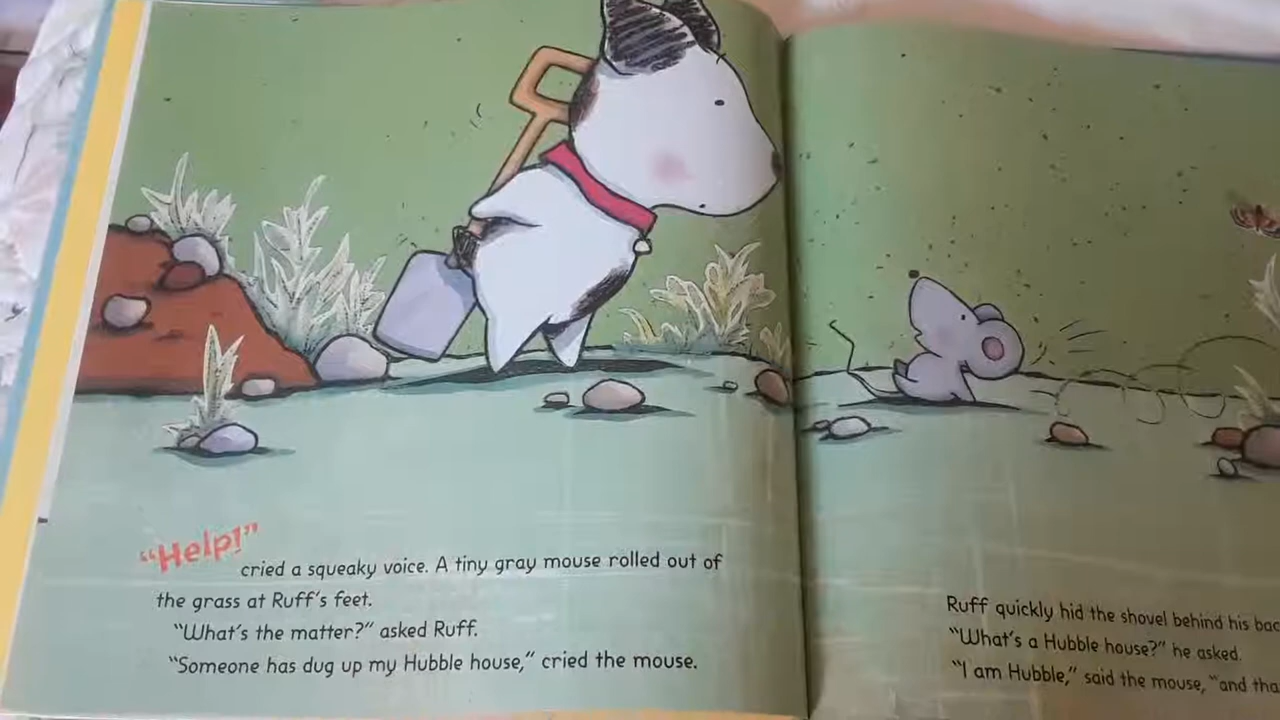 “Help!”
cried a squeaky voice. A tiny gray mouse rolled out of
the grass at Ruff's feet.
“What's the matter?” asked Ruff.
“Someone has dug up my Hubble house,” cried the mouse.
Ruff quickly hid the shovel behind his
“What's a Hubble house?” he asked.
“I am Hubble,” said the mouse, “and